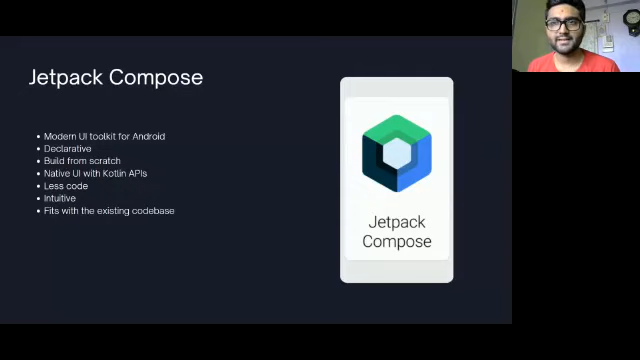 Jetpack Compose
• Modern UI toolkit for Android
• Declarative
• Build from scratch
• Native UI with Kotlin APIs
• Less code
• Intuitive
• Fits with the existing codebase
Jetpack
Compose